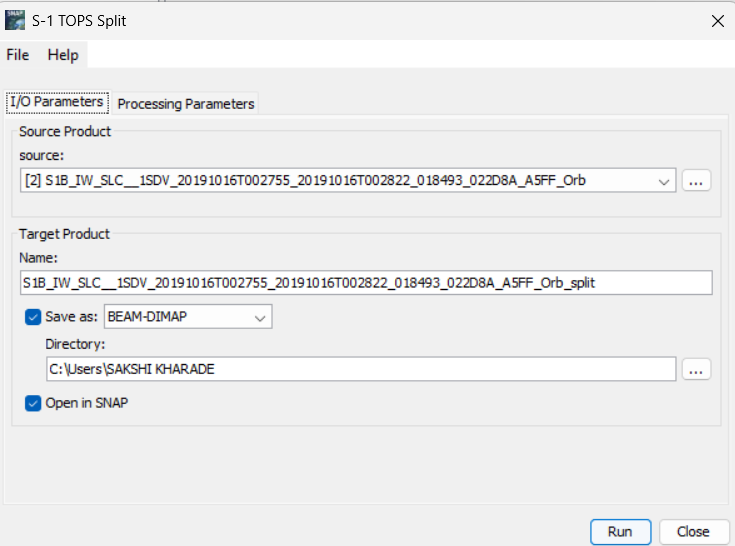 SNAP
S-1 TOPS Split
File Help
I/O Parameters Processing Parameters
Source Product
source:
[2] S1B_IW_SLC__1SDV_20191016T002755_20191016T002822_018493_022D8A_A5FF_Orb
...
Target Product
Name:
S1B_IW_SLC__1SDV_20191016T002755_20191016T002822_018493_022D8A_A5FF_Orb_split
Save as: BEAM-DIMAP
Directory:
C:\Users\SAKSHI KHARADE
...
Open in SNAP
Run Close